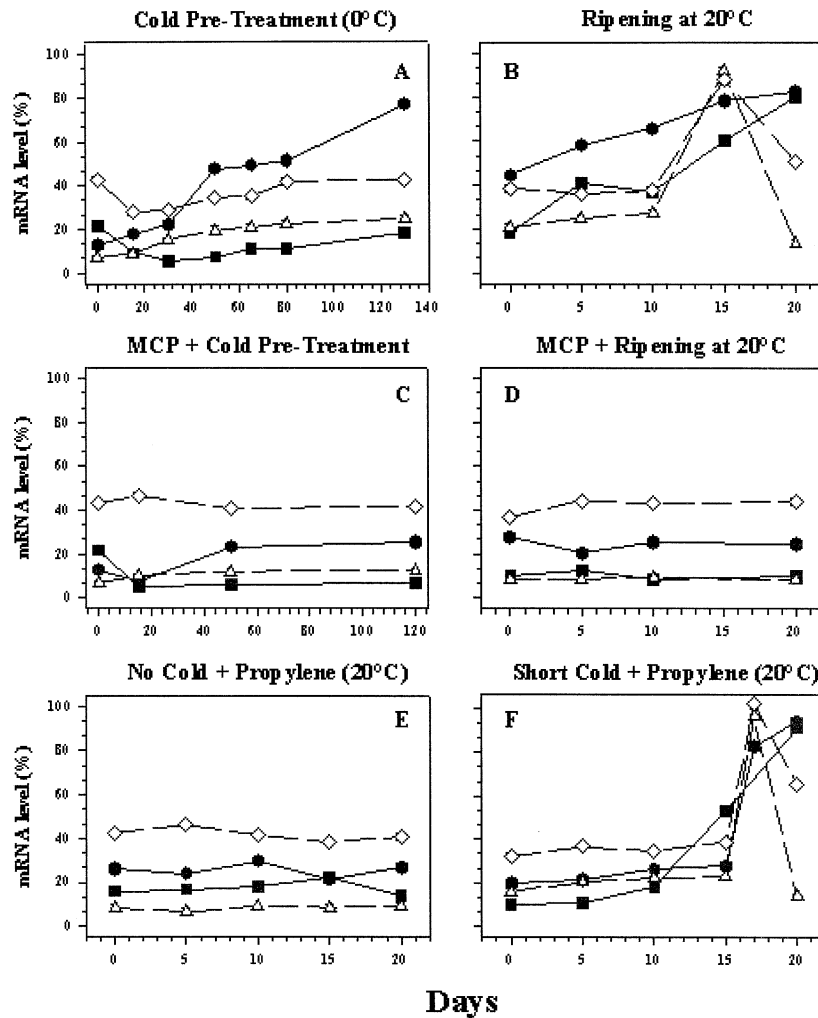 Cold Pre-Treatment (0°C)
Ripening at 20°C
mRNA level (%)
100
80
60
40
20
0
A
B
0 20 40 60 80 100 120 140
0 5 10 15 20
MCP + Cold Pre-Treatment
MCP + Ripening at 20°C
mRNA level (%)
100
80
60
40
20
0
C
D
0 20 40 60 80 100 120
0 5 10 15 20
No Cold + Propylene (20°C)
Short Cold + Propylene (20°C)
mRNA level (%)
100
80
60
40
20
0
E
F
0 5 10 15 20
0 5 10 15 20
Days